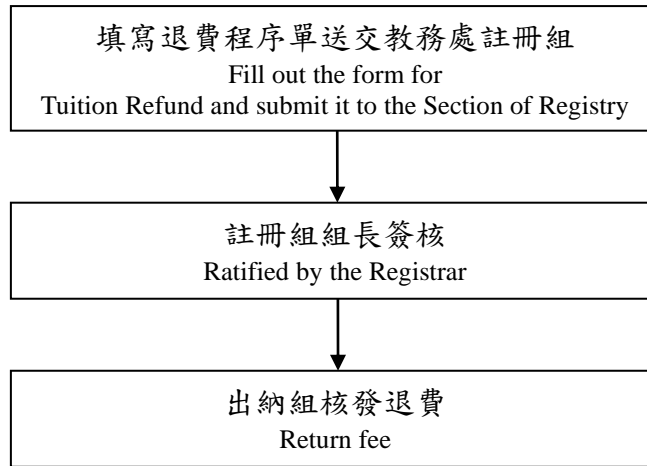 填寫退費程序單送交教務處註冊組
Fill out the form for
Tuition Refund and submit it to the Section of Registry
註冊組組長簽核
Ratified by the Registrar
出納組核發退費
Return fee